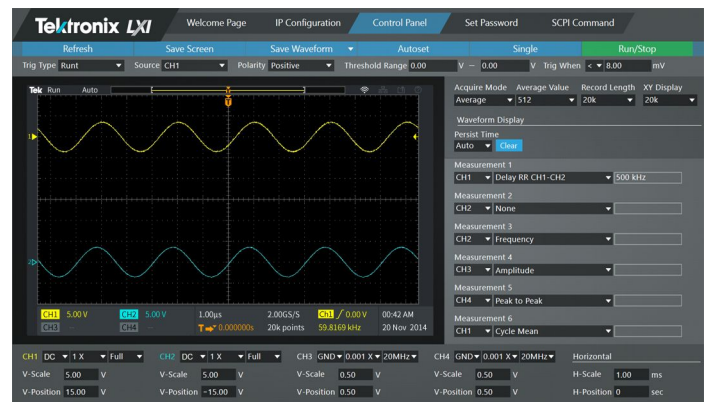 Tektronix LXI Welcome Page IP Configuration Control Panel Set Password SCPI Command
Refresh Save Screen Save Waveform Autoset Single Run/Stop
Trig Type Runt Source CH1 Polarity Positive Threshold Range 0.00 V - 0.00 V Trig When < 8.00 mV
Tek Run Auto
T
1
2
CH1 5.00 V CH2 5.00 V 1.00µs 2.00GS/S Ch1 / 0.00 V 00:42 AM
CH3 -- CH4 -- T 0.000000s 20k points 59.8169 kHz 20 Nov 2014
Acquire Mode Average Value Record Length XY Display
Average 512 20k 20k
Waveform Display
Persist Time
Auto Clear
Measurement 1
CH1 Delay RR CH1-CH2 500 kHz
Measurement 2
CH2 None
Measurement 3
CH2 Frequency
Measurement 4
CH3 Amplitude
Measurement 5
CH4 Peak to Peak
Measurement 6
CH1 Cycle Mean
CH1 DC 1 X Full CH2 DC 1 X Full CH3 GND 0.001 X 20MHz CH4 GND 0.001 X 20MHz Horizontal
V-Scale 5.00 V V-Scale 5.00 V V-Scale 0.50 V V-Scale 0.50 V H-Scale 1.00 ms
V-Position 15.00 V V-Position -15.00 V V-Position 0.50 V V-Position 0.50 V H-Position 0 sec